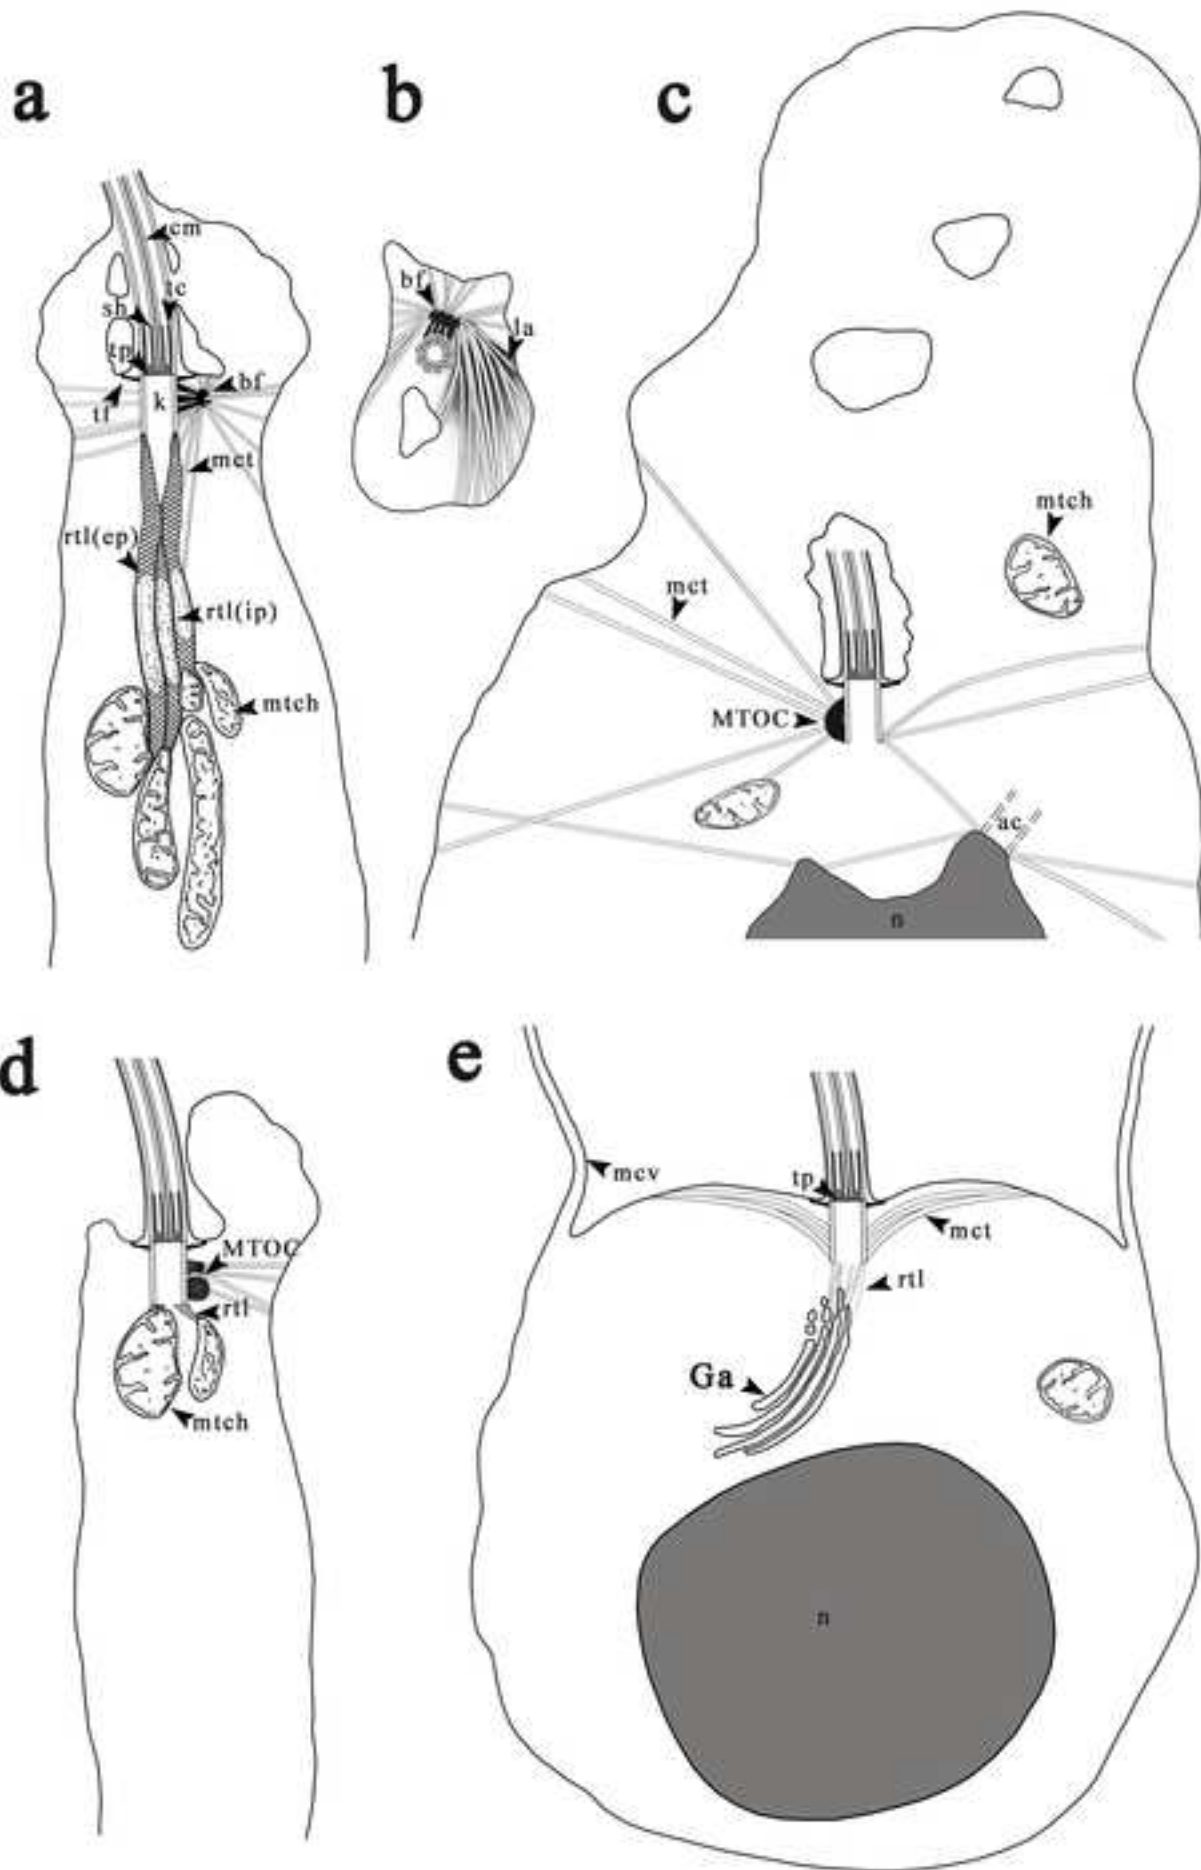 a
b
c
cm
tc
sh
tp
tf
k
bf
mct
rtl(ep)
rtl(ip)
mtch
bf
la
mtch
mct
MTOC
ac
n
d
MTOC
rtl
mtch
e
mcv
tp
mct
rtl
Ga
n